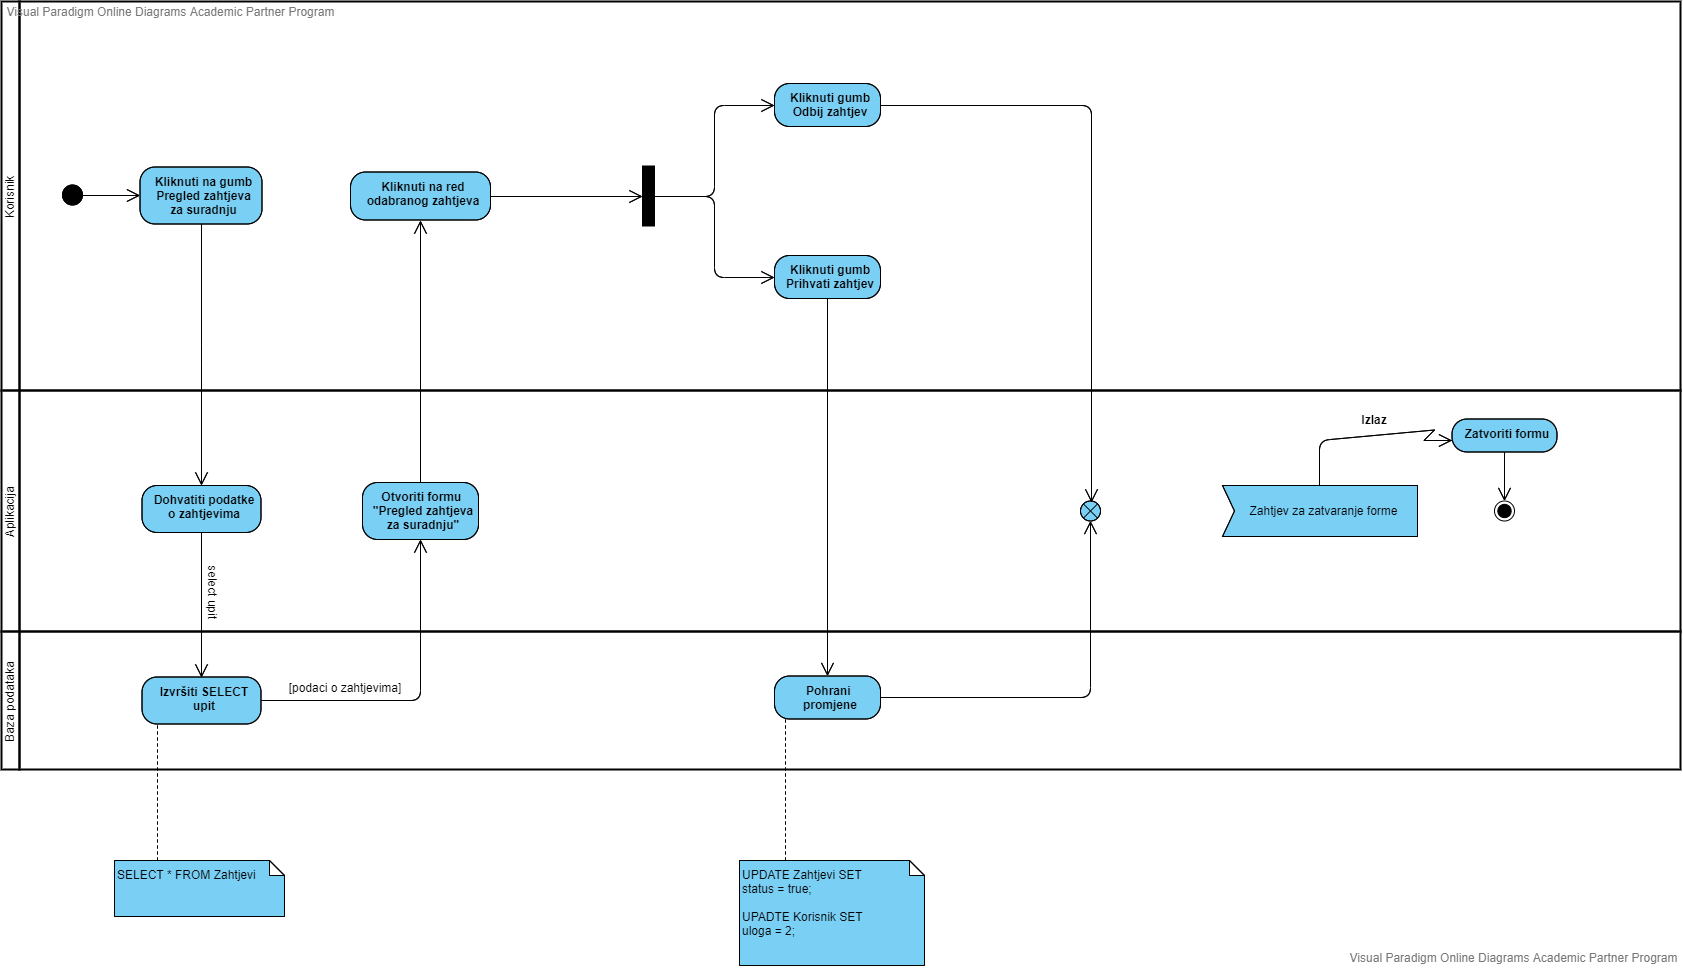 Visual Paradigm Online Diagrams Academic Partner Program
Korisnik
Kliknuti na gumb
Pregled zahtjeva
za suradnju
Kliknuti na red
odabranog zahtjeva
Kliknuti gumb
Odbij zahtjev
Kliknuti gumb
Prihvati zahtjev
Aplikacija
Dohvatiti podatke
o zahtjevima
select upit
Otvoriti formu
"Pregled zahtjeva
za suradnju"
Izlaz
Zatvoriti formu
Zahtjev za zatvaranje forme
Baza podataka
Izvršiti SELECT
upit
[podaci o zahtjevima]
Pohrani
promjene
SELECT * FROM Zahtjevi
UPDATE Zahtjevi SET
status = true;
UPADTE Korisnik SET
uloga = 2;
Visual Paradigm Online Diagrams Academic Partner Program